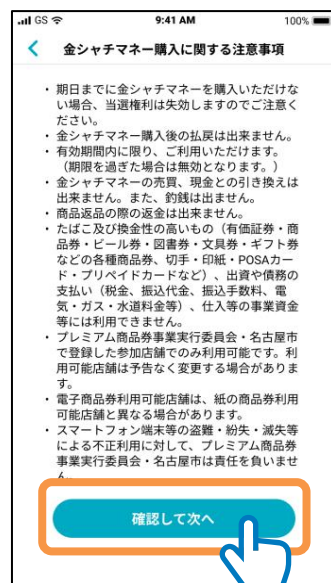 GS 9:41 AM 100%
金シャチマネー購入に関する注意事項
・期日までに金シャチマネーを購入いただけな
い場合、当選権利は失効しますのでご注意く
ださい。
・金シャチマネー購入後の払戻は出来ません。
・有効期間内に限り、ご利用いただけます。
（期限を過ぎた場合は無効となります。）
・金シャチマネーの売買、現金との引き換えは
出来ません。また、釣銭は出ません。
・商品返品の際の返金は出来ません。
・たばこ及び換金性の高いもの（有価証券・商
品券・ビール券・図書券・文具券・ギフト券
などの各種商品券、切手・印紙・POSAカー
ド・プリペイドカードなど）、出資や債務の
支払い（税金、振込代金、振込手数料、電
気・ガス・水道料金等）、仕入等の事業資金
等には利用できません。
・プレミアム商品券事業実行委員会・名古屋市
で登録した参加店舗でのみ利用可能です。利
用可能店舗は予告なく変更する場合がありま
す。
・電子商品券利用可能店舗は、紙の商品券利用
可能店舗と異なる場合があります。
・スマートフォン端末等の盗難・紛失・滅失等
による不正利用に対して、プレミアム商品券
事業実行委員会・名古屋市は責任を負いませ
ん。
確認して次へ